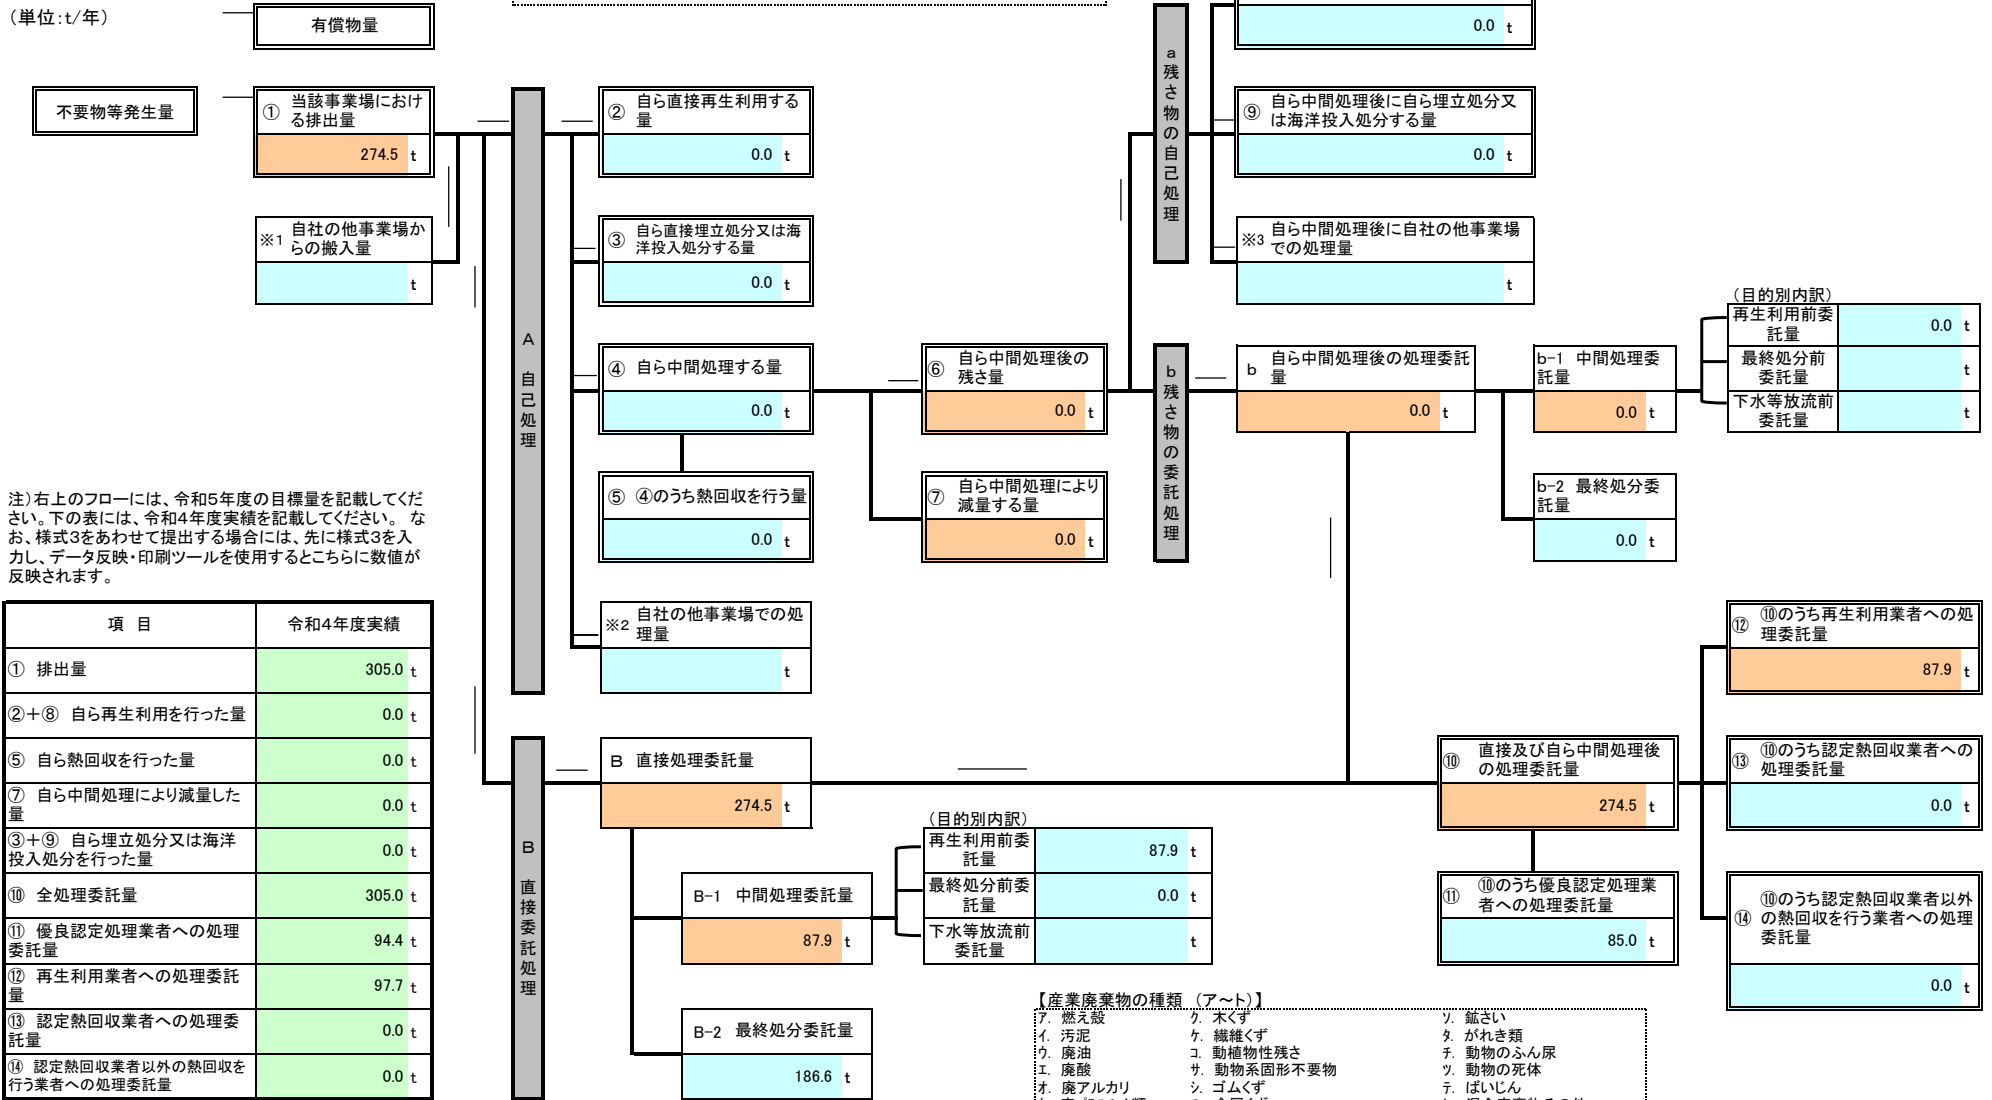 （単位:t/年）
有償物量
0.0 t
不要物等発生量
① 当該事業場におけ
る排出量
274.5 t
※1 自社の他事業場か
らの搬入量
t
A 自己処理
② 自ら直接再生利用する
量
0.0 t
③ 自ら直接埋立処分又は海
洋投入処分する量
0.0 t
④ 自ら中間処理する量
0.0 t
⑤ ④のうち熱回収を行う量
0.0 t
※2 自社の他事業場での処
理量
t
⑥ 自ら中間処理後の
残さ量
0.0 t
⑦ 自ら中間処理により
減量する量
0.0 t
a 残さ物の自己処理
⑨ 自ら中間処理後に自ら埋立処分又
は海洋投入処分する量
0.0 t
※3 自ら中間処理後に自社の他事業場
での処理量
t
b 残さ物の委託処理
b 自ら中間処理後の処理委託
量
0.0 t
b-1 中間処理委
託量
0.0 t
b-2 最終処分委
託量
0.0 t
（目的別内訳）
再生利用前委
託量
0.0 t
最終処分前
委託量
t
下水等放流前
委託量
t
注）右上のフローには、令和5年度の目標量を記載してくだ
さい。下の表には、令和4年度実績を記載してください。 な
お、様式3をあわせて提出する場合には、先に様式3を入
力し、データ反映・印刷ツールを使用するとこちらに数値が
反映されます。
項 目 令和4年度実績
① 排出量 305.0 t
②＋⑧ 自ら再生利用を行った量 0.0 t
⑤ 自ら熱回収を行った量 0.0 t
⑦ 自ら中間処理により減量した
量 0.0 t
③＋⑨ 自ら埋立処分又は海洋
投入処分を行った量 0.0 t
⑩ 全処理委託量 305.0 t
⑪ 優良認定処理業者への処理
委託量 94.4 t
⑫ 再生利用業者への処理委託
量 97.7 t
⑬ 認定熱回収業者への処理委
託量 0.0 t
⑭ 認定熱回収業者以外の熱回収を
行う業者への処理委託量 0.0 t
B 直接委託処理
B 直接処理委託量
274.5 t
B-1 中間処理委託量
87.9 t
B-2 最終処分委託量
186.6 t
（目的別内訳）
再生利用前委
託量
87.9 t
最終処分前委
託量
0.0 t
下水等放流前
委託量
t
⑩ 直接及び自ら中間処理後
の処理委託量
274.5 t
⑪ ⑩のうち優良認定処理業
者への処理委託量
85.0 t
⑫ ⑩のうち再生利用業者への処
理委託量
87.9 t
⑬ ⑩のうち認定熱回収業者への
処理委託量
0.0 t
⑭ ⑩のうち認定熱回収業者以外
の熱回収を行う業者への処理
委託量
0.0 t
【産業廃棄物の種類 （ア～ト）】
ア. 燃え殻 ク. 木くず ソ. 鉱さい
イ. 汚泥 ケ. 繊維くず タ. がれき類
ウ. 廃油 コ. 動植物性残さ チ. 動物のふん尿
エ. 廃酸 サ. 動物系固形不要物 ツ. 動物の死体
オ. 廃アルカリ シ. ゴムくず テ. ばいじん